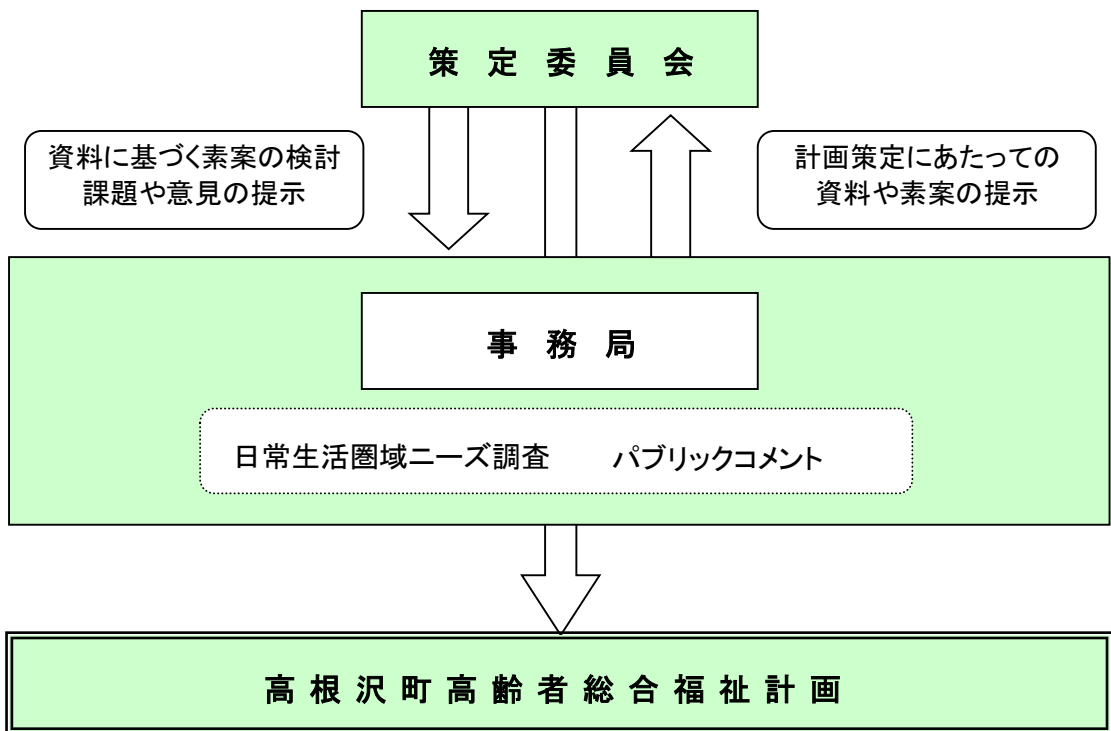 策定委員会
資料に基づく素案の検討
課題や意見の提示
計画策定にあたっての
資料や素案の提示
事務局
日常生活圏域ニーズ調査 パブリックコメント
高根沢町高齢者総合福祉計画